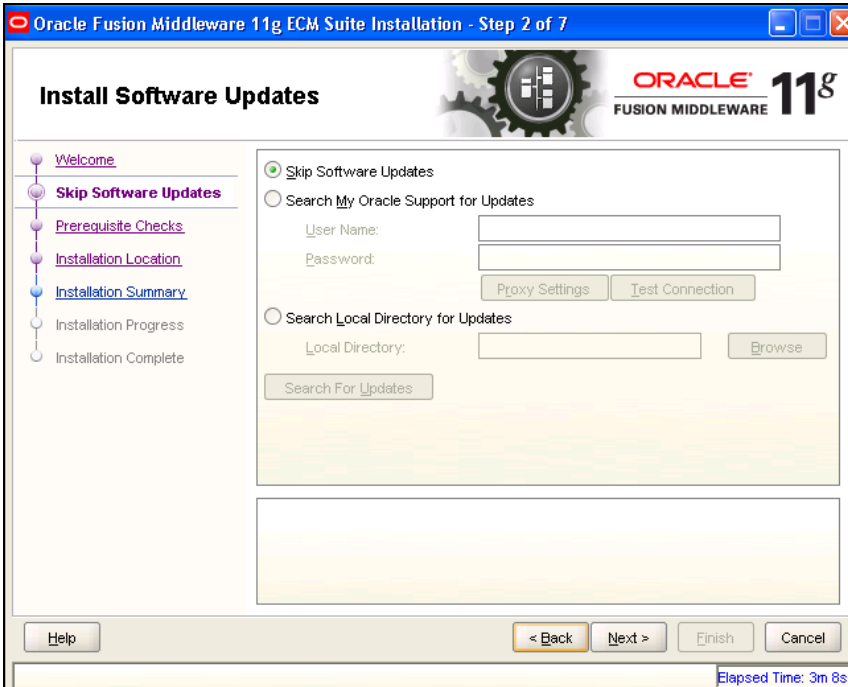 Oracle Fusion Middleware 11g ECM Suite Installation - Step 2 of 7
Install Software Updates
ORACLE
FUSION MIDDLEWARE 11g
Welcome
Skip Software Updates
Prerequisite Checks
Installation Location
Installation Summary
Installation Progress
Installation Complete
Skip Software Updates
Search My Oracle Support for Updates
User Name:
Password:
Proxy Settings Test Connection
Search Local Directory for Updates
Local Directory: Browse
Search For Updates
Help < Back Next > Finish Cancel
Elapsed Time: 3m 8s